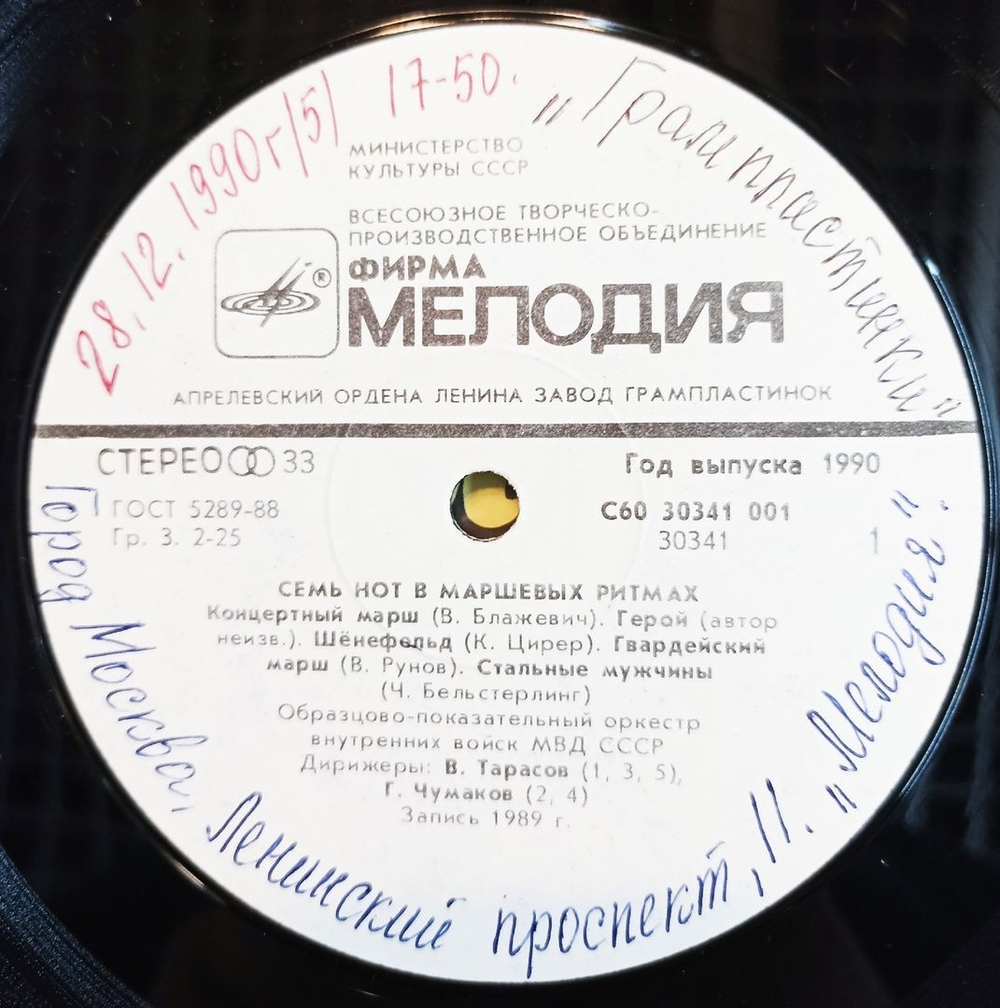 28.12.1990г(5) 17-50.
„Грампластинки"
МИНИСТЕРСТВО
КУЛЬТУРЫ СССР
ВСЕСОЮЗНОЕ ТВОРЧЕСКО-
ПРОИЗВОДСТВЕННОЕ ОБЪЕДИНЕНИЕ
ФИРМА
®
МЕЛОДИЯ
АПРЕЛЕВСКИЙ ОРДЕНА ЛЕНИНА ЗАВОД ГРАМПЛАСТИНОК
СТЕРЕО 33
Год выпуска 1990
ГОСТ 5289-88
С60 30341 001
Гр. 3. 2-25
30341
1
СЕМЬ НОТ В МАРШЕВЫХ РИТМАХ
Концертный марш (В. Блажевич). Герой (автор
неизв.). Шёнефельд (К. Цирер). Гвардейский
марш (В. Рунов). Стальные мужчины
(Ч. Бельстерлинг)
Образцово-показательный оркестр
внутренних войск МВД СССР
Дирижеры: В. Тарасов (1, 3, 5),
Г. Чумаков (2, 4)
Запись 1989 г.
Город Москва, Ленинский проспект, 11. „Мелодия".